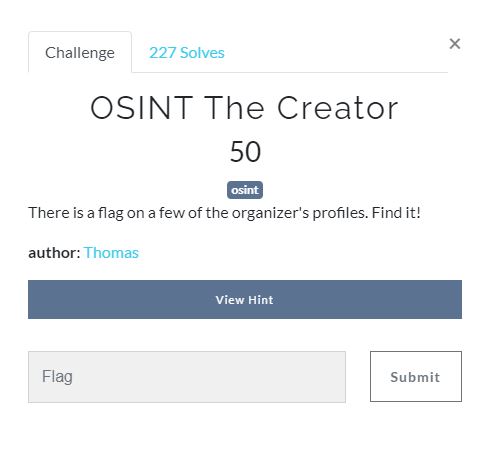 Challenge 227 Solves ×
OSINT The Creator
50
osint
There is a flag on a few of the organizer's profiles. Find it!
author: Thomas
View Hint
Flag Submit